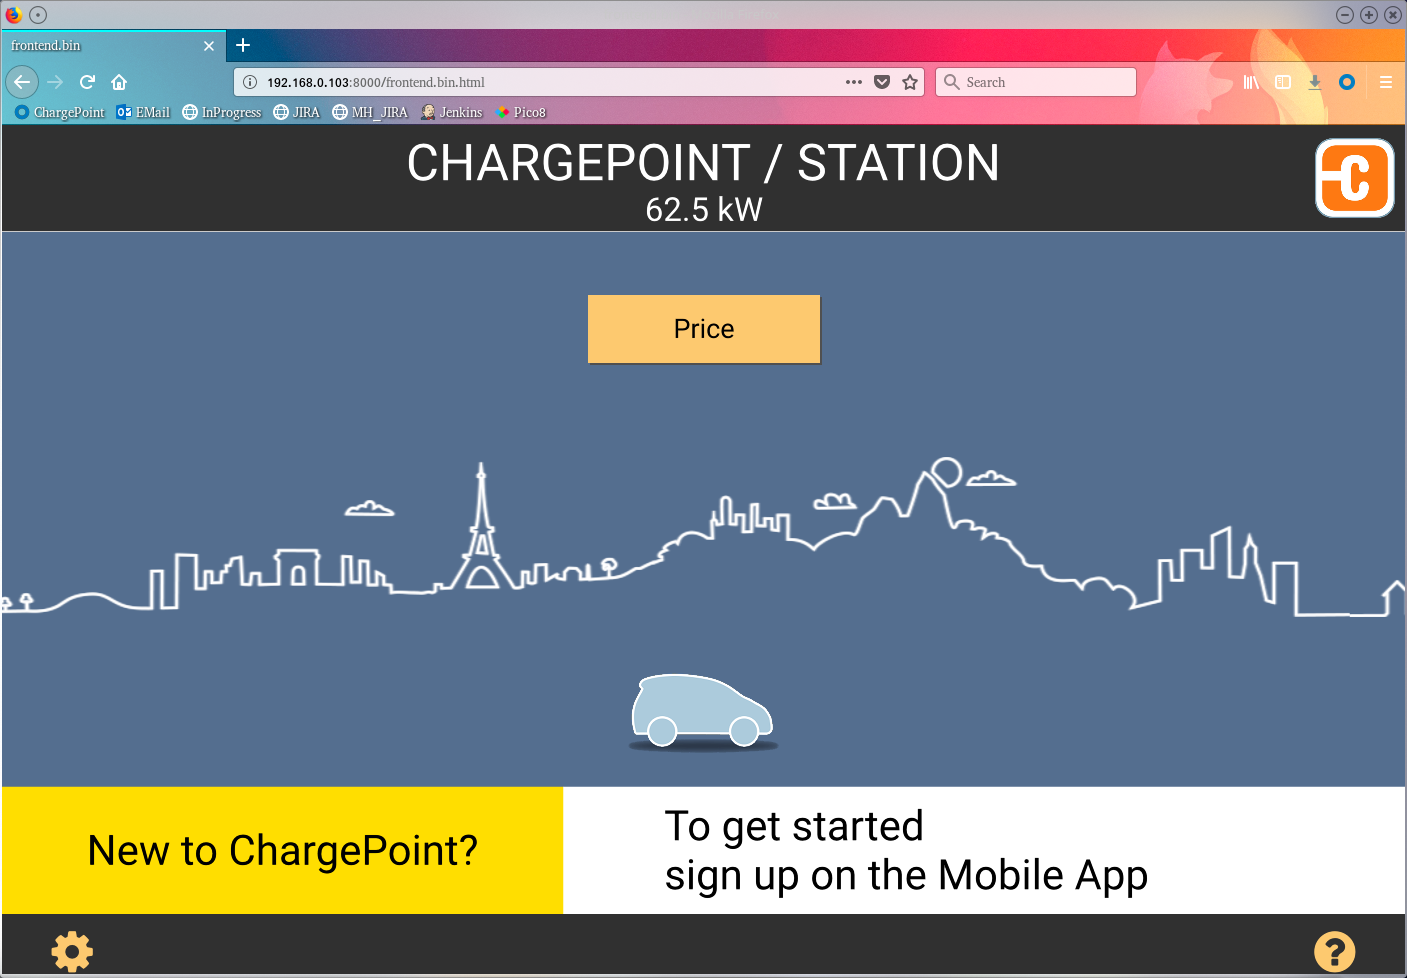 frontend.bin
192.168.0.103:8000/frontend.bin.html
Search
ChargePoint EMail InProgress JIRA MH_JIRA Jenkins Pico8
CHARGEPOINT / STATION
62.5 kW
C
Price
New to ChargePoint?
To get started
sign up on the Mobile App
?